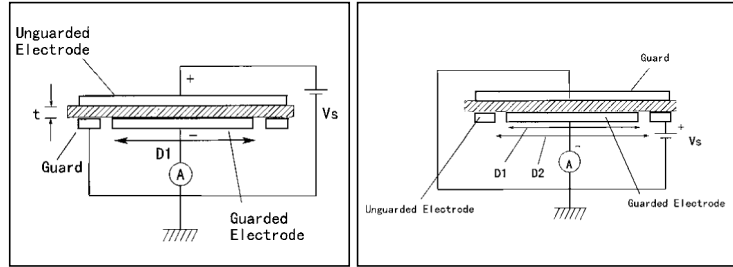 Unguarded
Electrode
+
t
Vs
-
Guard
D1
A
Guarded
Electrode
Guard
+
Vs
-
D1
D2
A
Unguarded Electrode
Guarded Electrode